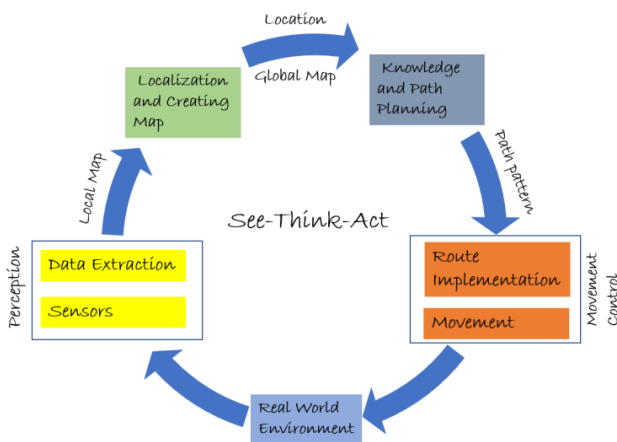 Location
Global Map
Localization
and Creating
Map
Knowledge
and Path
Planning
Local Map
Path pattern
See-Think-Act
Perception
Data Extraction
Sensors
Route
Implementation
Movement
Movement
Control
Real World
Environment